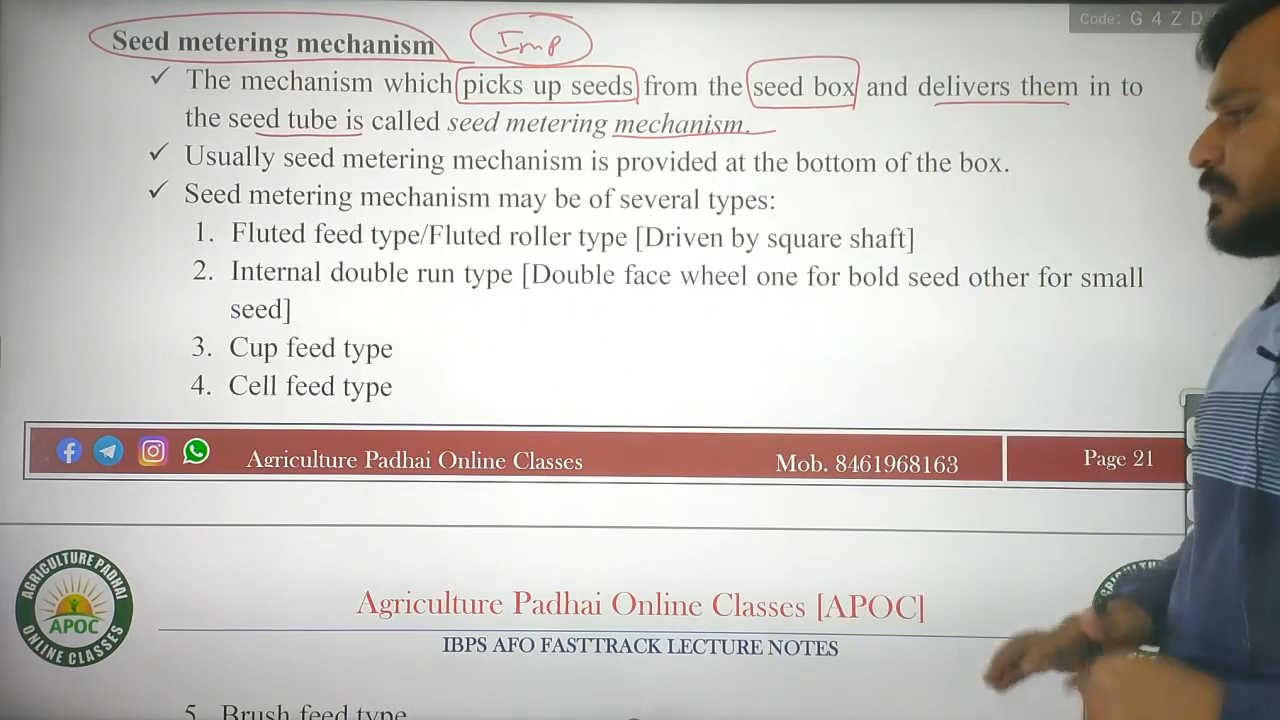 Code: G 4 Z D
Seed metering mechanism Imp
✓ The mechanism which picks up seeds from the seed box and delivers them in to
the seed tube is called seed metering mechanism.
✓ Usually seed metering mechanism is provided at the bottom of the box.
✓ Seed metering mechanism may be of several types:
1. Fluted feed type/Fluted roller type [Driven by square shaft]
2. Internal double run type [Double face wheel one for bold seed other for small
seed]
3. Cup feed type
4. Cell feed type
Agriculture Padhai Online Classes Mob. 8461968163 Page 21
AGRICULTURE PADHAI
APOC
ONLINE CLASSES
Agriculture Padhai Online Classes [APOC]
IBPS AFO FASTTRACK LECTURE NOTES
5. Brush feed type